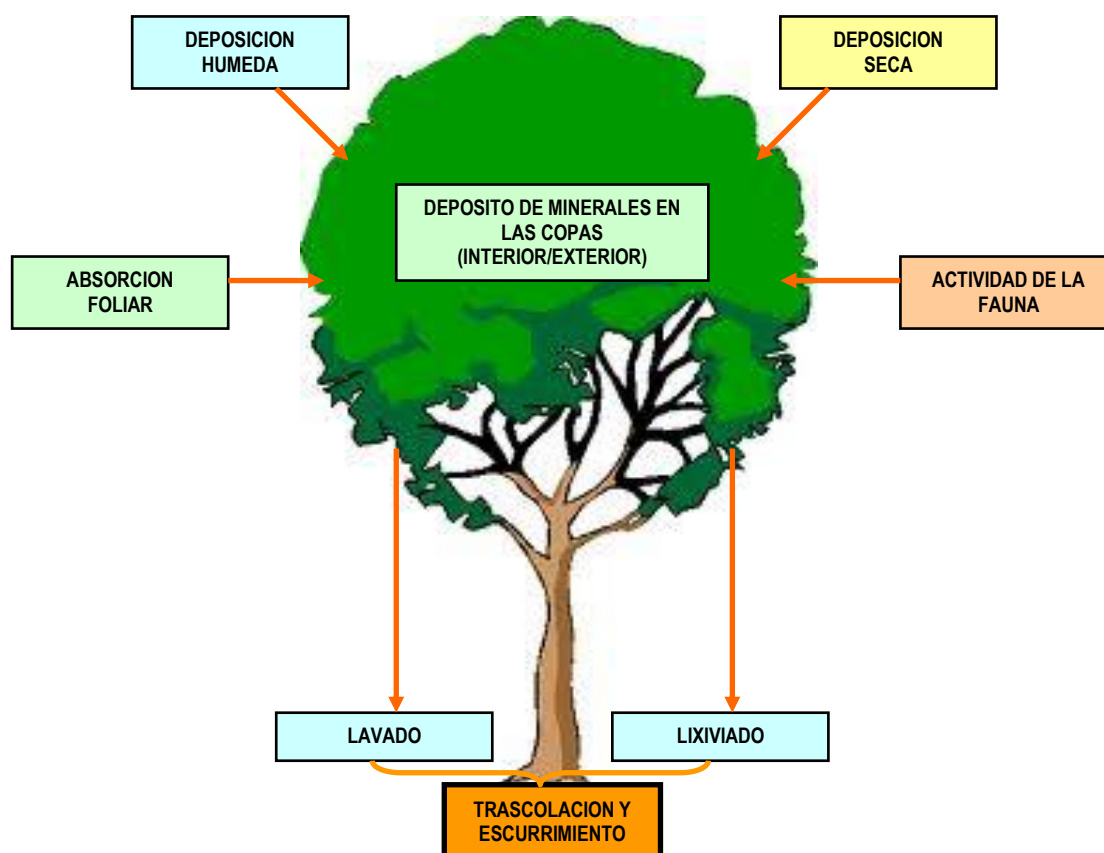 DEPOSICION
HUMEDA
DEPOSICION
SECA
DEPOSITO DE MINERALES EN
LAS COPAS
(INTERIOR/EXTERIOR)
ABSORCION
FOLIAR
ACTIVIDAD DE LA
FAUNA
LAVADO
LIXIVIADO
TRASCOLACION Y
ESCURRIMIENTO